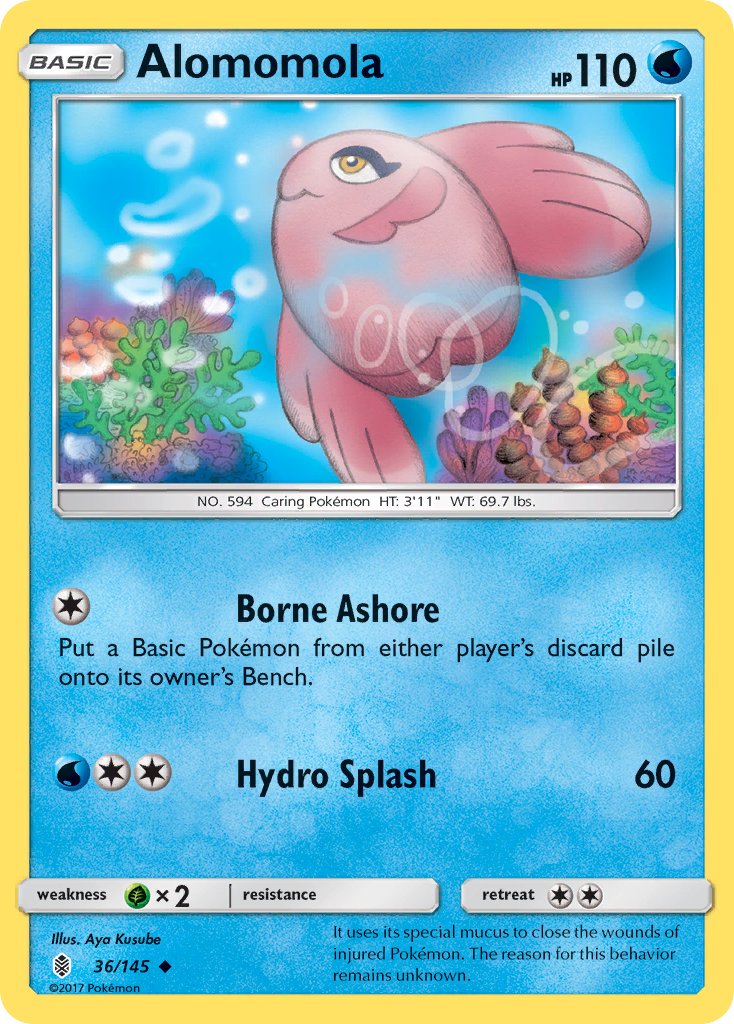 BASIC Alomomola HP 110
NO. 594 Caring Pokémon HT: 3'11" WT: 69.7 lbs.
Borne Ashore
Put a Basic Pokémon from either player's discard pile
onto its owner's Bench.
Hydro Splash 60
weakness ×2 resistance retreat
Illus. Aya Kusube
36/145 ◆
©2017 Pokémon
It uses its special mucus to close the wounds of
injured Pokémon. The reason for this behavior
remains unknown.